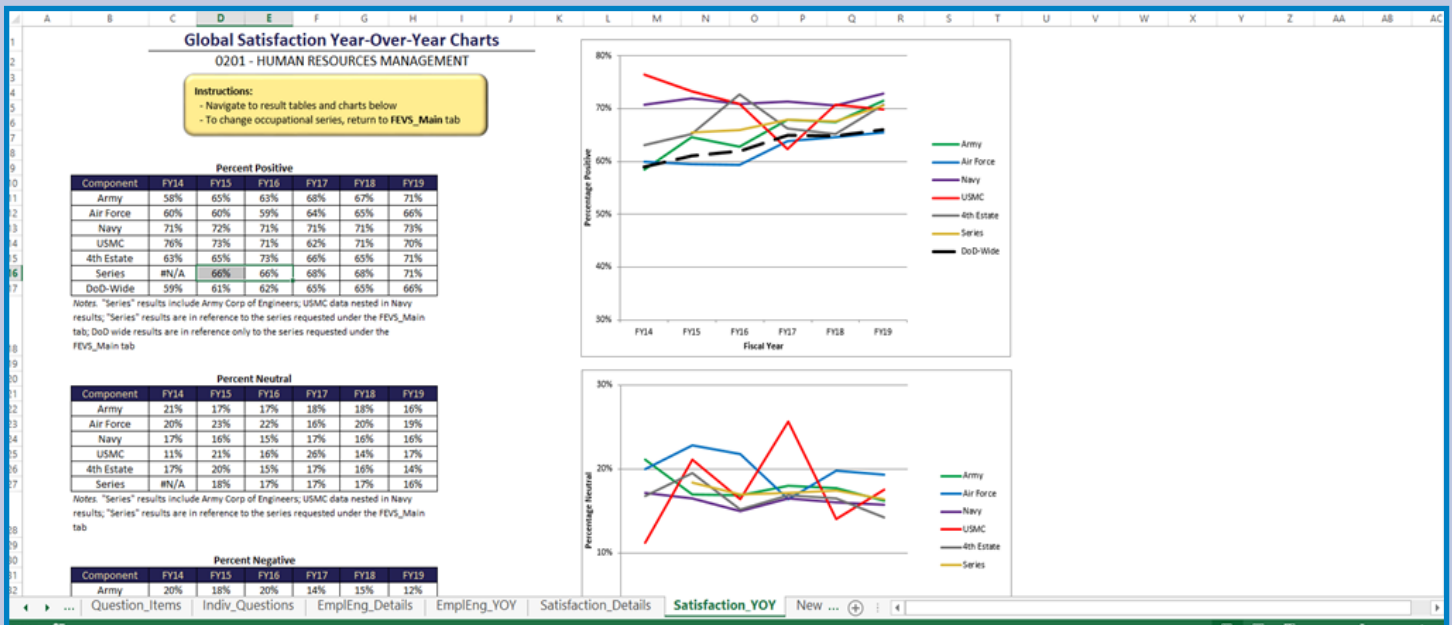 A B C D E F G H I J K L M N O P Q R S T U V W X Y Z AA AB AC
Global Satisfaction Year-Over-Year Charts
0201 - HUMAN RESOURCES MANAGEMENT
Instructions:
- Navigate to result tables and charts below
- To change occupational series, return to FEVS_Main tab
Percent Positive
Component FY14 FY15 FY16 FY17 FY18 FY19
Army 58% 65% 63% 68% 67% 71%
Air Force 60% 60% 59% 64% 65% 66%
Navy 71% 72% 71% 71% 71% 73%
USMC 76% 73% 71% 62% 71% 70%
4th Estate 63% 65% 73% 66% 65% 71%
Series #N/A 66% 66% 68% 68% 71%
DoD-Wide 59% 61% 62% 65% 65% 66%
Notes. "Series" results include Army Corp of Engineers; USMC data nested in Navy
results; "Series" results are in reference to the series requested under the FEVS_Main
tab; DoD wide results are in reference only to the series requested under the
FEVS_Main tab
Percent Neutral
Component FY14 FY15 FY16 FY17 FY18 FY19
Army 21% 17% 17% 18% 18% 16%
Air Force 20% 23% 22% 16% 20% 19%
Navy 17% 16% 15% 17% 16% 16%
USMC 11% 21% 16% 26% 14% 17%
4th Estate 17% 20% 15% 17% 16% 14%
Series #N/A 18% 17% 17% 17% 16%
Notes. "Series" results include Army Corp of Engineers; USMC data nested in Navy
results; "Series" results are in reference to the series requested under the FEVS_Main
tab
Percent Negative
Component FY14 FY15 FY16 FY17 FY18 FY19
Army 20% 18% 20% 14% 15% 12%
Percentage Positive
80%
70%
60%
50%
40%
30%
FY14 FY15 FY16 FY17 FY18 FY19
Fiscal Year
Army
Air Force
Navy
USMC
4th Estate
Series
DoD-Wide
Percentage Neutral
30%
20%
10%
Army
Air Force
Navy
USMC
4th Estate
Series
... Question_Items Indiv_Questions EmplEng_Details EmplEng_YOY Satisfaction_Details Satisfaction_YOY New ...